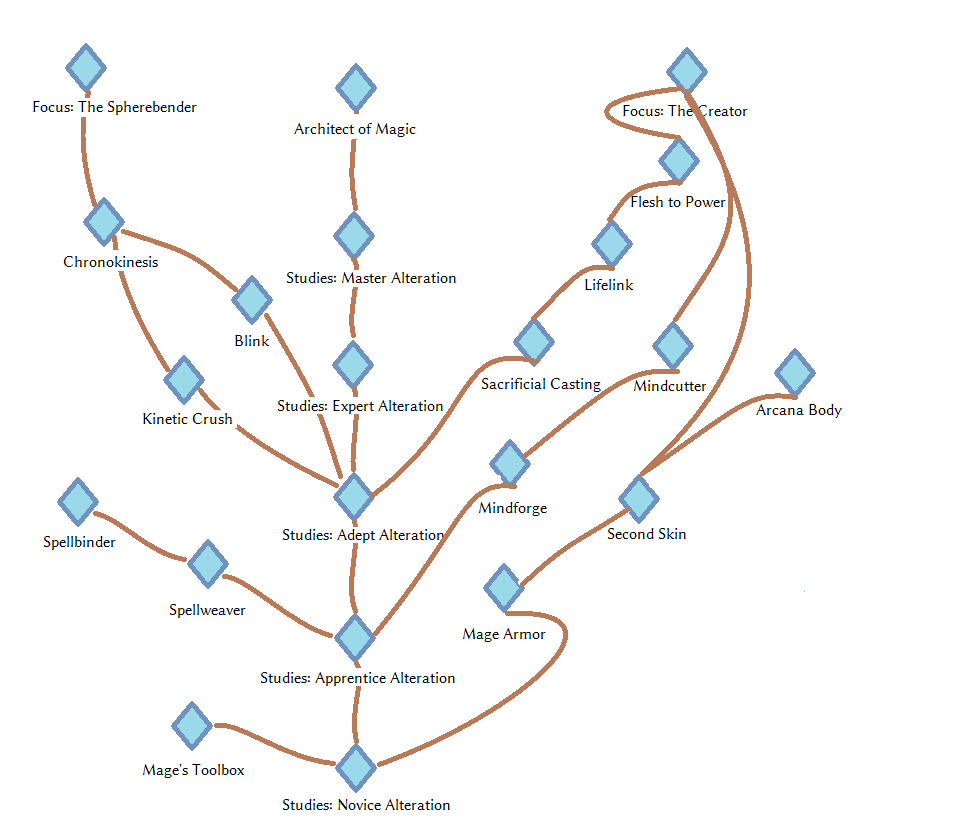 Focus: The Spherebender
Architect of Magic
Focus: The Creator
Flesh to Power
Chronokinesis
Studies: Master Alteration
Lifelink
Blink
Sacrificial Casting
Mindcutter
Studies: Expert Alteration
Arcana Body
Kinetic Crush
Mindforge
Spellbinder
Studies: Adept Alteration
Second Skin
Spellweaver
Mage Armor
Studies: Apprentice Alteration
Mage's Toolbox
Studies: Novice Alteration